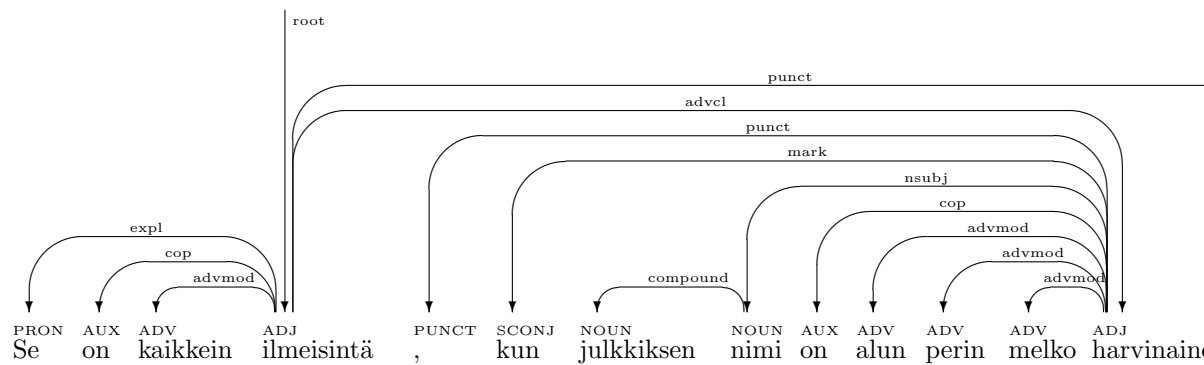 root
punct
advcl
punct
mark
nsubj
expl cop
cop advmod
advmod compound advmod advmod
PRON AUX ADV ADJ PUNCT SCONJ NOUN NOUN AUX ADV ADV ADV ADJ
Se on kaikkein ilmeisintä , kun julkkiksen nimi on alun perin melko